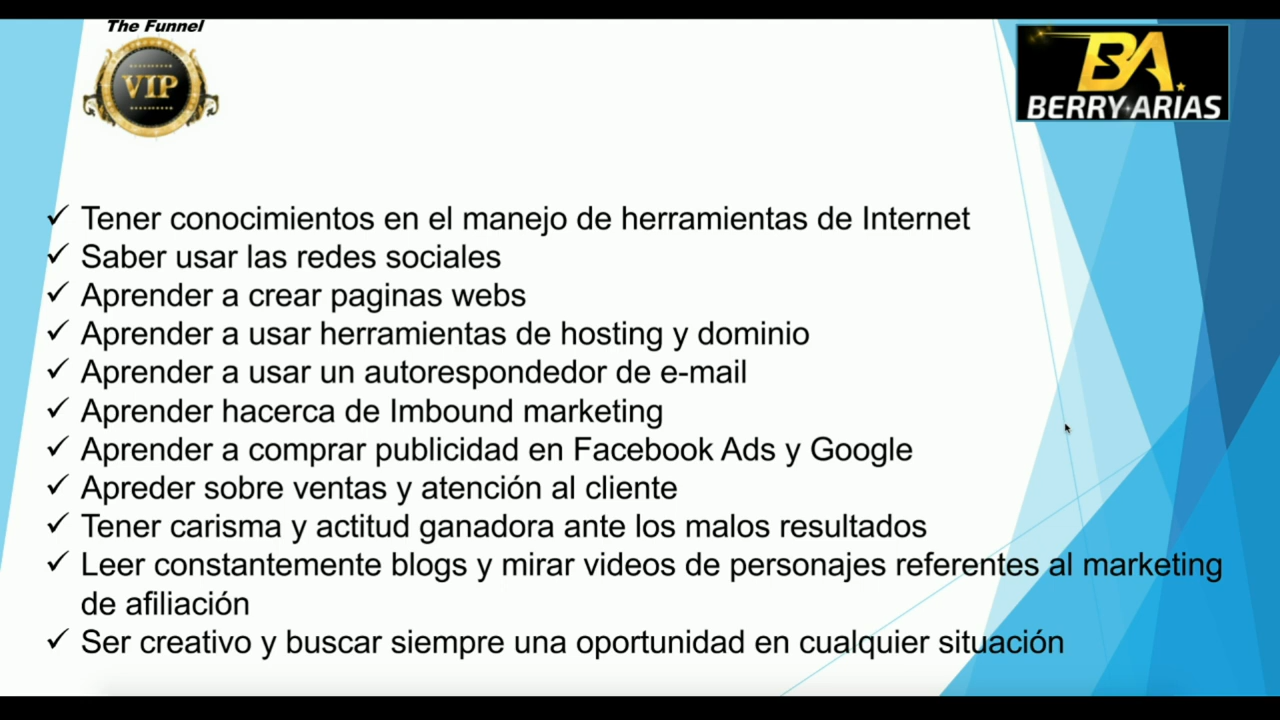 The Funnel
VIP
BA
BERRY ARIAS
✓ Tener conocimientos en el manejo de herramientas de Internet
✓ Saber usar las redes sociales
✓ Aprender a crear paginas webs
✓ Aprender a usar herramientas de hosting y dominio
✓ Aprender a usar un autorespondedor de e-mail
✓ Aprender hacerca de Imbound marketing
✓ Aprender a comprar publicidad en Facebook Ads y Google
✓ Apreder sobre ventas y atención al cliente
✓ Tener carisma y actitud ganadora ante los malos resultados
✓ Leer constantemente blogs y mirar videos de personajes referentes al marketing
de afiliación
✓ Ser creativo y buscar siempre una oportunidad en cualquier situación